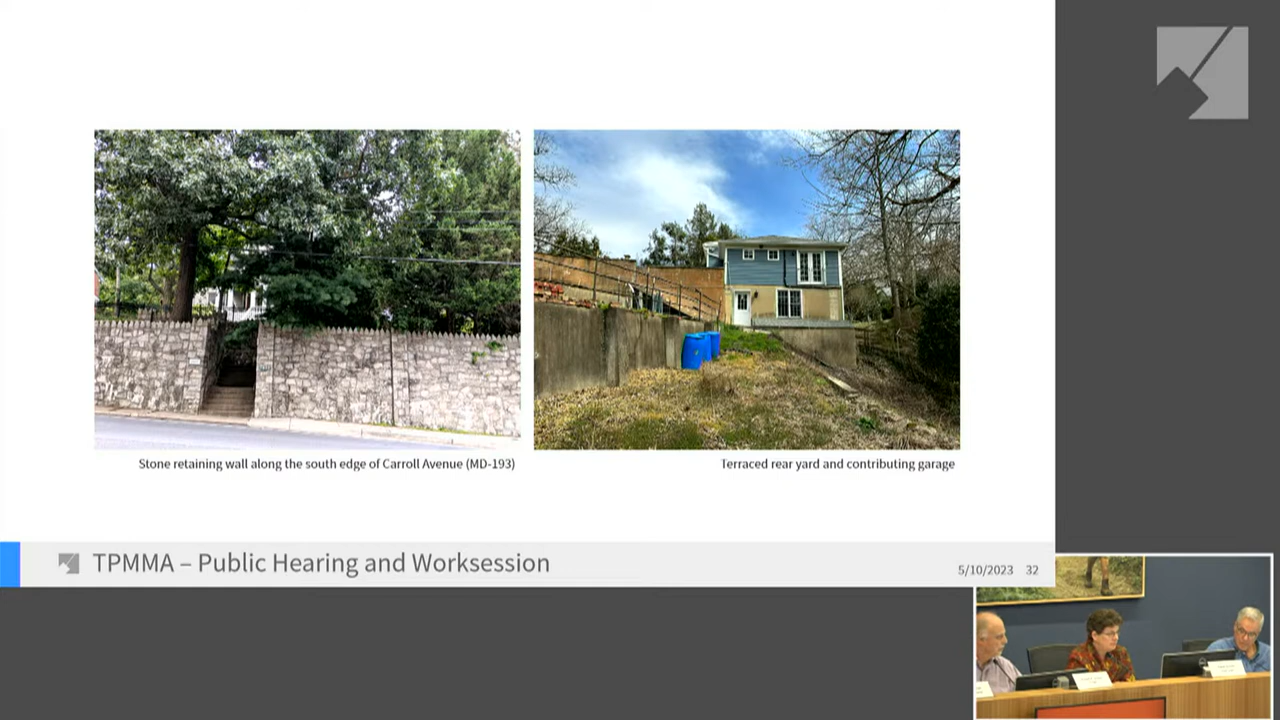 Stone retaining wall along the south edge of Carroll Avenue (MD-193)
Terraced rear yard and contributing garage
TPMMA – Public Hearing and Worksession
5/10/2023 32